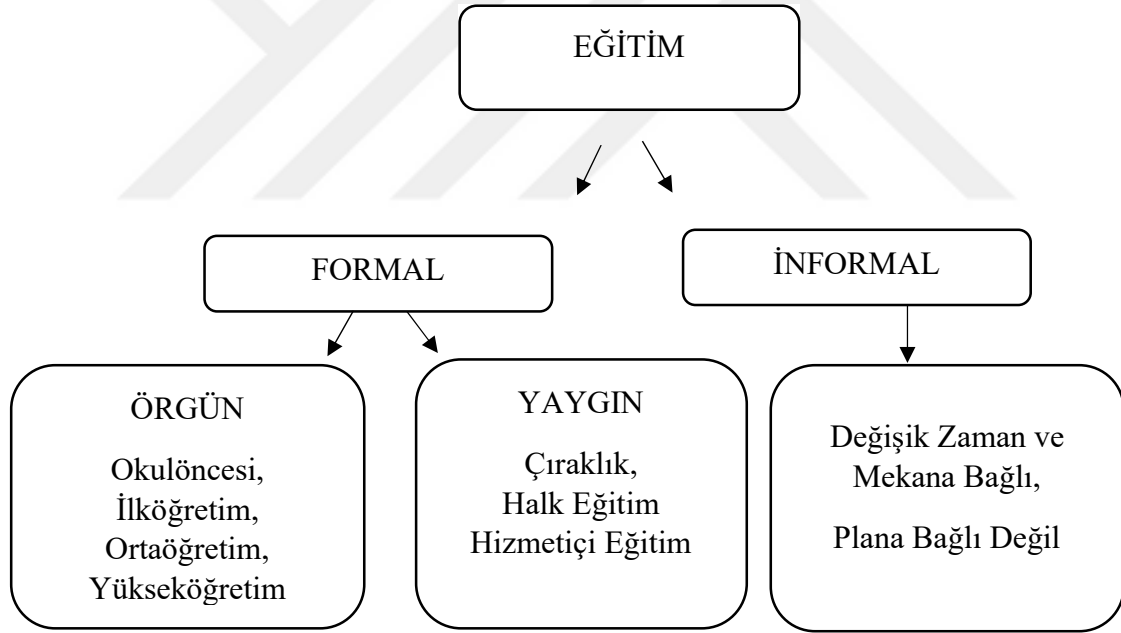 EĞİTİM
FORMAL
İNFORMAL
ÖRGÜN
Okulöncesi,
İlköğretim,
Ortaöğretim,
Yükseköğretim
YAYGIN
Çıraklık,
Halk Eğitim
Hizmetiçi Eğitim
Değişik Zaman ve
Mekana Bağlı,
Plana Bağlı Değil